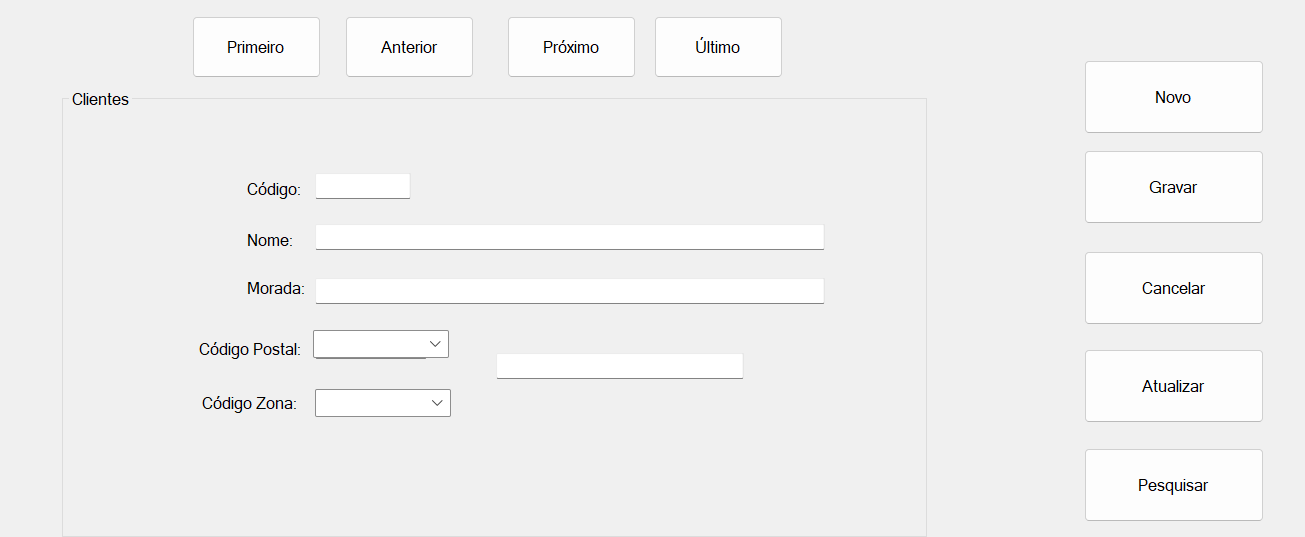 Primeiro Anterior Próximo Último
Clientes
Novo
Código:
Gravar
Nome:
Morada:
Cancelar
Código Postal:
Atualizar
Código Zona:
Pesquisar